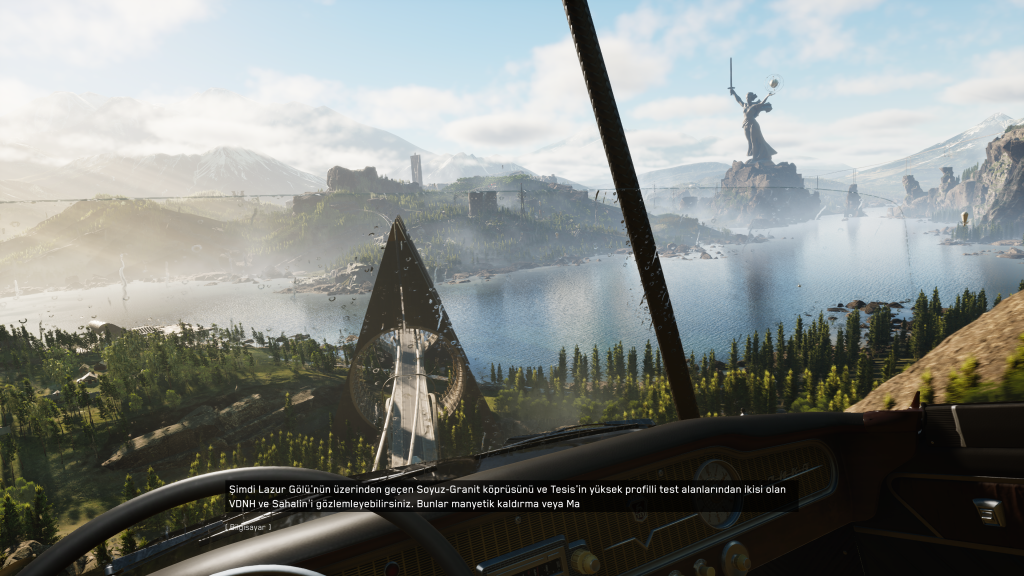 Şimdi Lazur Gölü'nün üzerinden geçen Soyuz-Granit köprüsünü ve Tesis'in yüksek profilli test alanlarından ikisi olan
VDNH ve Sahalin'i gözlemleyebilirsiniz. Bunlar manyetik kaldırma veya Ma
[ Bilgisayar ]